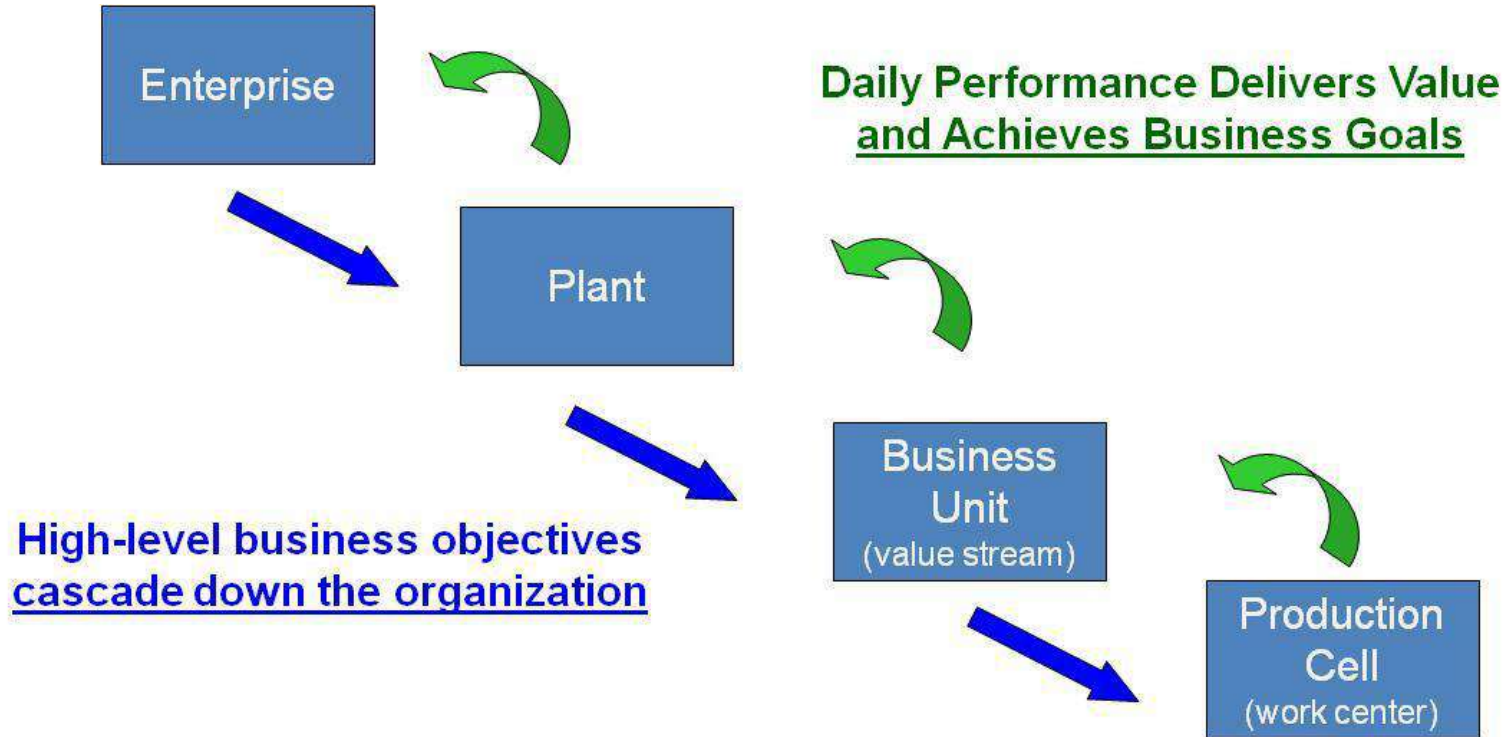 Enterprise
Daily Performance Delivers Value
and Achieves Business Goals
Plant
High-level business objectives
cascade down the organization
Business
Unit
(value stream)
Production
Cell
(work center)